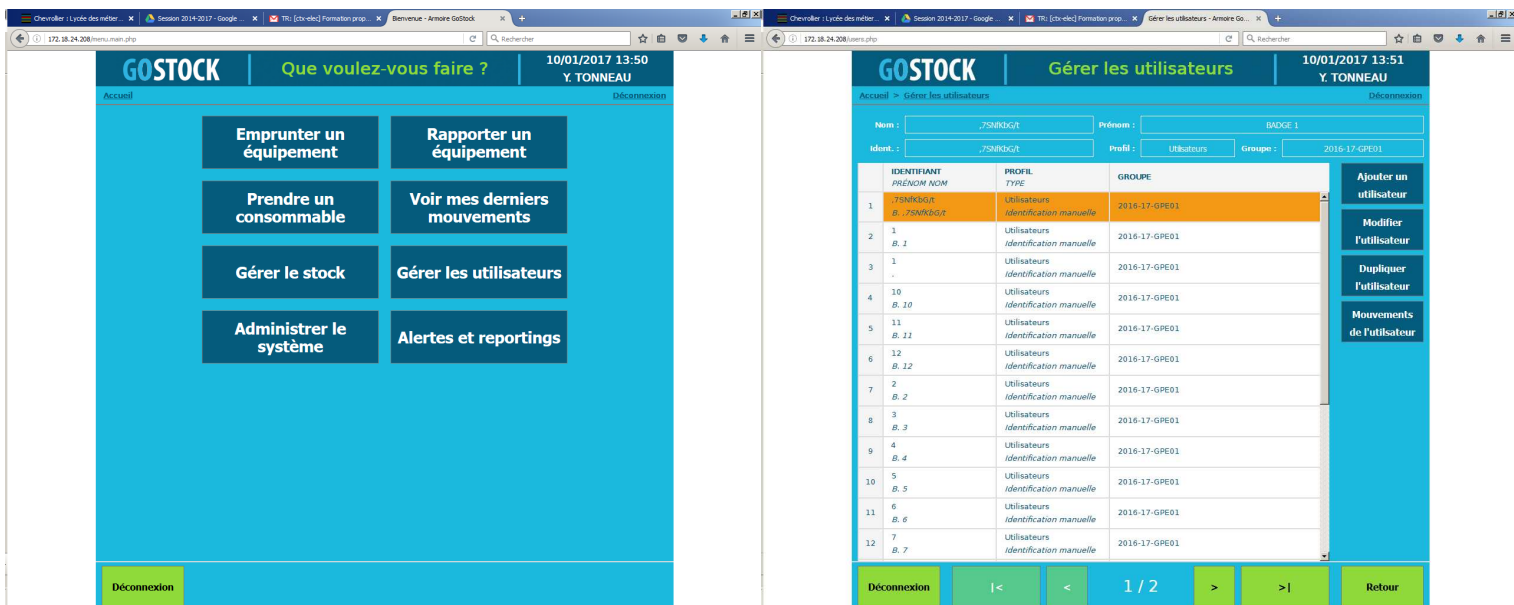 Chevrollier : Lycée des métier...
Session 2014-2017 - Google ...
TR: [ctx-elec] Formation prop...
Bienvenue - Armoire GoStock
172.18.24.208/menu.main.php
Rechercher
GOSTOCK
Que voulez-vous faire ?
10/01/2017 13:50
Y. TONNEAU
Accueil
Déconnexion
Emprunter un
équipement
Rapporter un
équipement
Prendre un
consommable
Voir mes derniers
mouvements
Gérer le stock
Gérer les utilisateurs
Administrer le
système
Alertes et reportings
Déconnexion
Chevrollier : Lycée des métier...
Session 2014-2017 - Google ...
TR: [ctx-elec] Formation prop...
Gérer les utilisateurs - Armoire Go...
172.18.24.208/users.php
Rechercher
GOSTOCK
Gérer les utilisateurs
10/01/2017 13:51
Y. TONNEAU
Accueil > Gérer les utilisateurs
Déconnexion
Nom : ,7SNfKbG/t Prénom : BADGE 1
Ident. : ,7SNfKbG/t Profil : Utilisateurs Groupe : 2016-17-GPE01
IDENTIFIANT PROFIL GROUPE
PRÉNOM NOM TYPE
1 ,7SNfKbG/t Utilisateurs 2016-17-GPE01
B. ,7SNfKbG/t Identification manuelle
2 1 Utilisateurs 2016-17-GPE01
B. 1 Identification manuelle
3 1 Utilisateurs 2016-17-GPE01
. Identification manuelle
4 10 Utilisateurs 2016-17-GPE01
B. 10 Identification manuelle
5 11 Utilisateurs 2016-17-GPE01
B. 11 Identification manuelle
6 12 Utilisateurs 2016-17-GPE01
B. 12 Identification manuelle
7 2 Utilisateurs 2016-17-GPE01
B. 2 Identification manuelle
8 3 Utilisateurs 2016-17-GPE01
B. 3 Identification manuelle
9 4 Utilisateurs 2016-17-GPE01
B. 4 Identification manuelle
10 5 Utilisateurs 2016-17-GPE01
B. 5 Identification manuelle
11 6 Utilisateurs 2016-17-GPE01
B. 6 Identification manuelle
12 7 Utilisateurs 2016-17-GPE01
B. 7 Identification manuelle
Ajouter un
utilisateur
Modifier
l'utilisateur
Dupliquer
l'utilisateur
Mouvements
de l'utilsateur
Déconnexion |< < 1 / 2 > >| Retour